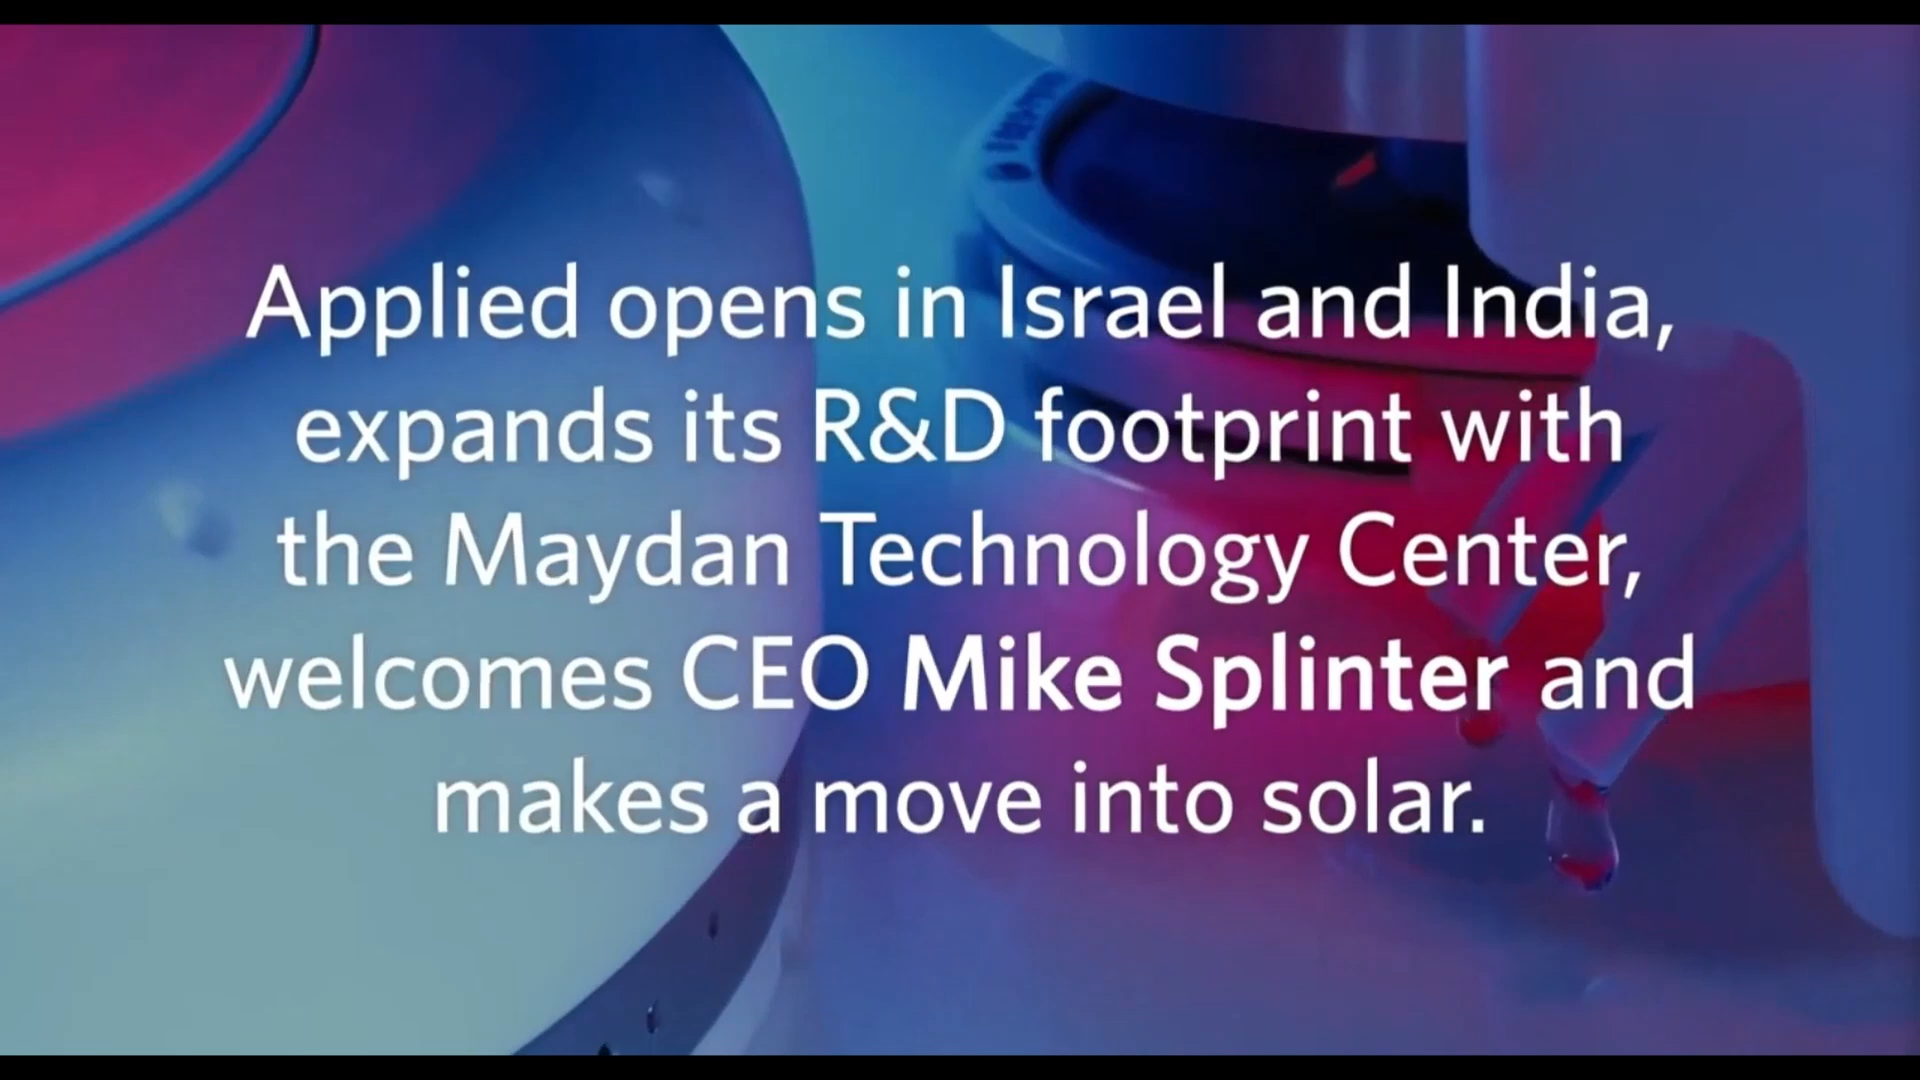 Applied opens in Israel and India,
expands its R&D footprint with
the Maydan Technology Center,
welcomes CEO Mike Splinter and
makes a move into solar.